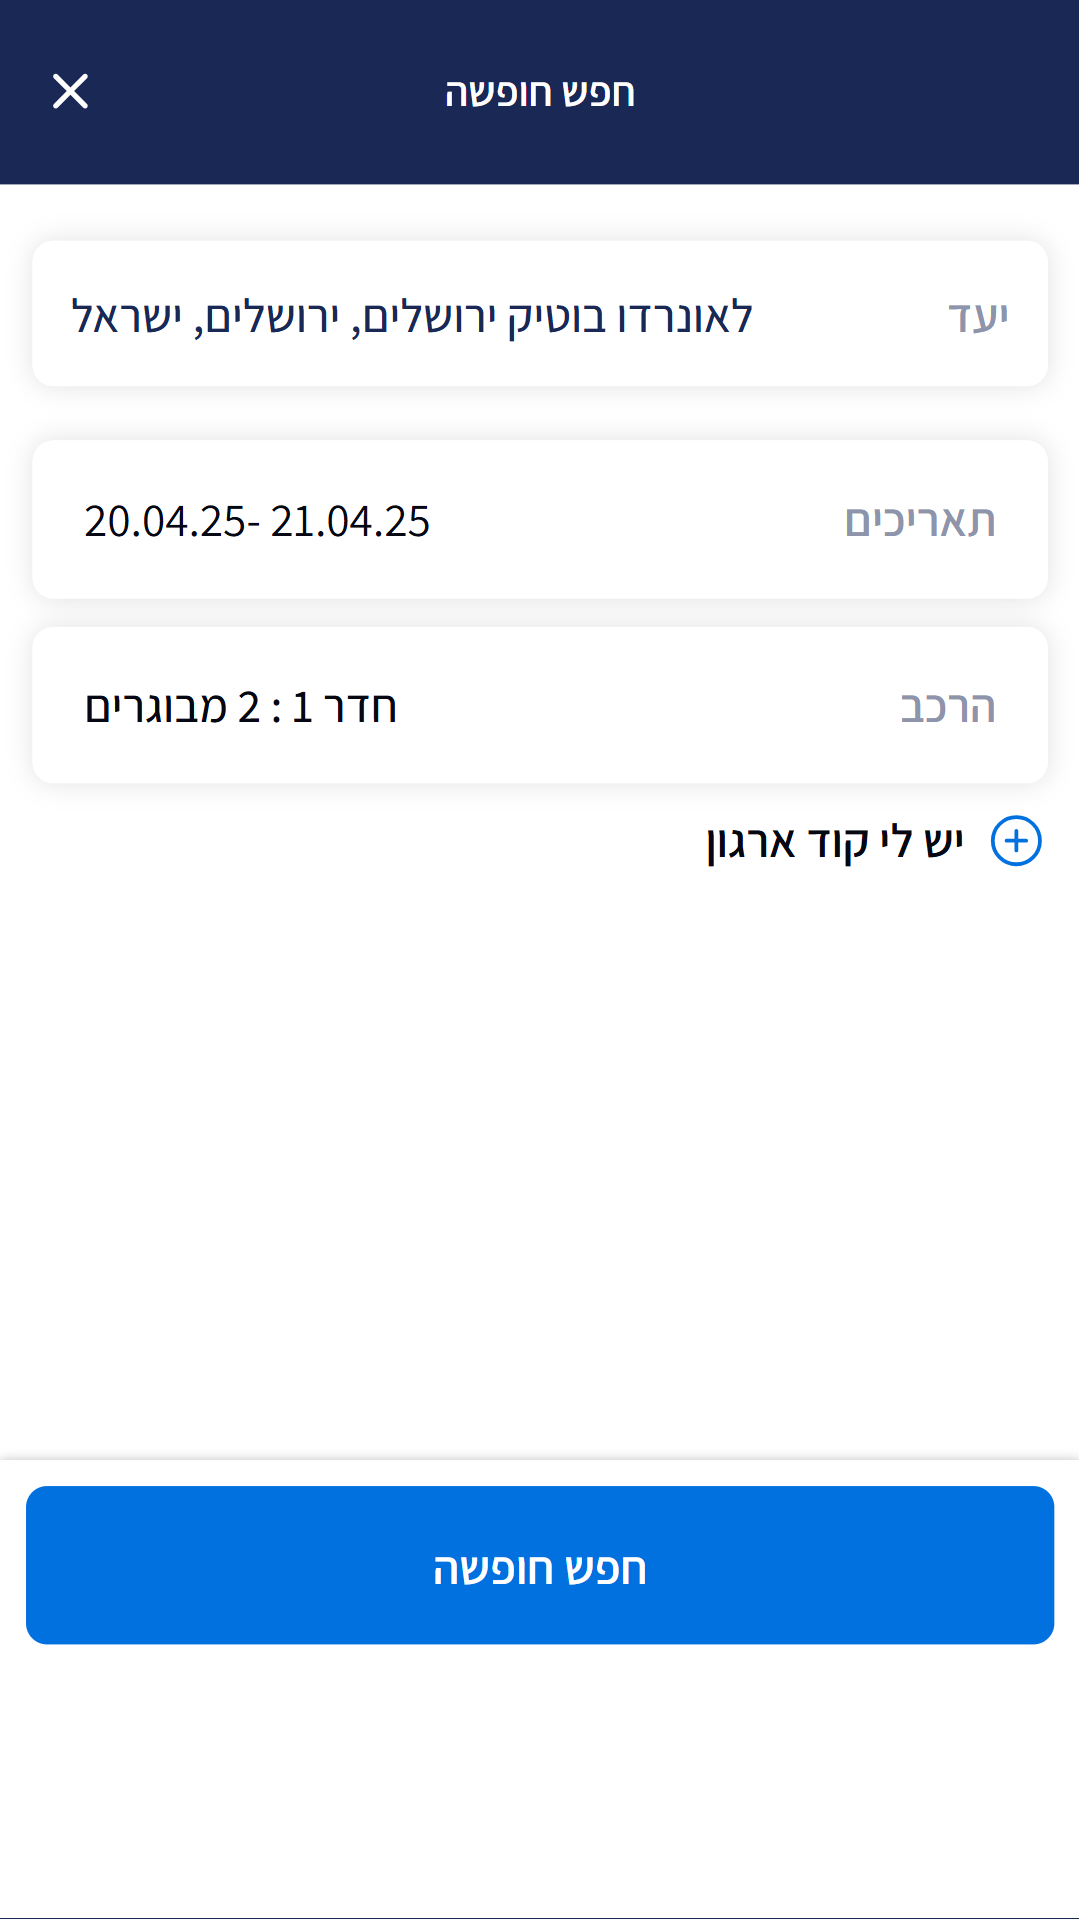 חפש חופשה
יעד לאונרדו בוטיק ירושלים, ירושלים, ישראל
תאריכים 20.04.25- 21.04.25
הרכב חדר 1 : 2 מבוגרים
יש לי קוד ארגון
חפש חופשה